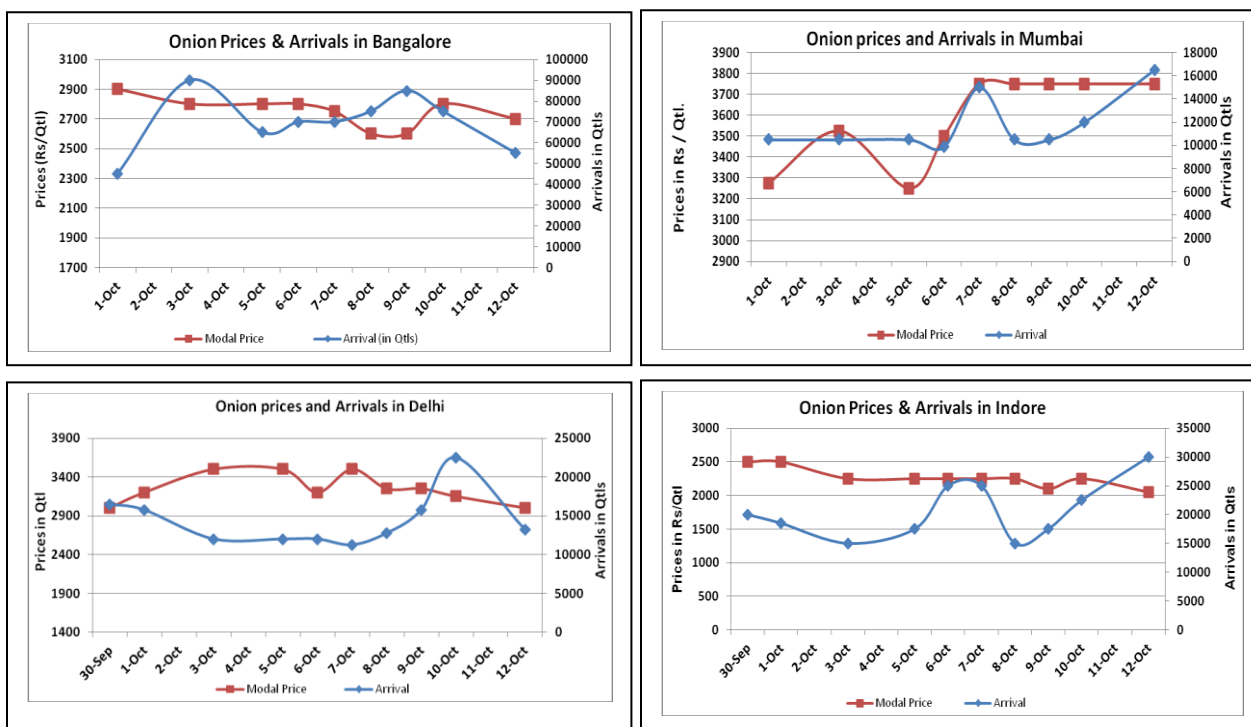 Onion Prices & Arrivals in Bangalore
Prices (Rs/Qtl)
3100
2900
2700
2500
2300
2100
1900
1700
100000
90000
80000
70000
60000
50000
40000
30000
20000
10000
0
Arrivals in Qtls
1-Oct
2-Oct
3-Oct
4-Oct
5-Oct
6-Oct
7-Oct
8-Oct
9-Oct
10-Oct
11-Oct
12-Oct
Modal Price
Arrival (in Qtls)
Onion prices and Arrivals in Mumbai
Prices in Rs / Qtl.
3900
3800
3700
3600
3500
3400
3300
3200
3100
3000
2900
18000
16000
14000
12000
10000
8000
6000
4000
2000
0
Arrivals in Qtls
1-Oct
2-Oct
3-Oct
4-Oct
5-Oct
6-Oct
7-Oct
8-Oct
9-Oct
10-Oct
11-Oct
12-Oct
Modal Price
Arrival
Onion prices and Arrivals in Delhi
Prices in Qtl
3900
3400
2900
2400
1900
1400
25000
20000
15000
10000
5000
0
Arrivals in Qtls
30-Sep
1-Oct
2-Oct
3-Oct
4-Oct
5-Oct
6-Oct
7-Oct
8-Oct
9-Oct
10-Oct
11-Oct
12-Oct
Modal Price
Arrival
Onion Prices & Arrivals in Indore
Prices in Rs/Qtl
3000
2500
2000
1500
1000
500
0
35000
30000
25000
20000
15000
10000
5000
0
Arrivals in Qtls
30-Sep
1-Oct
2-Oct
3-Oct
4-Oct
5-Oct
6-Oct
7-Oct
8-Oct
9-Oct
10-Oct
11-Oct
12-Oct
Modal Price
Arrival